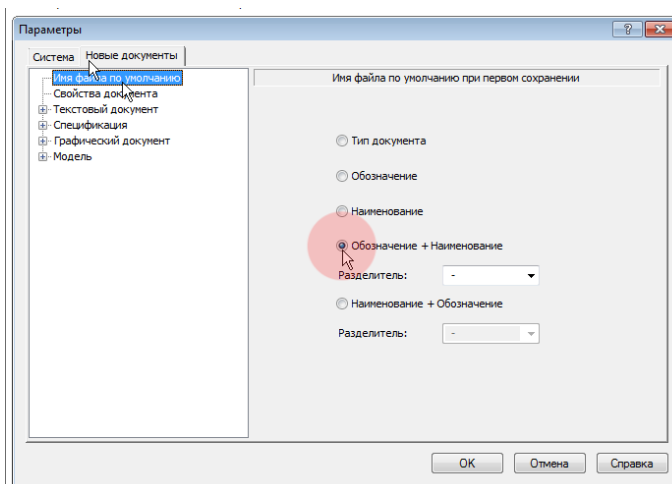 Параметры
Система Новые документы
Имя файла по умолчанию
Свойства документа
Текстовый документ
Спецификация
Графический документ
Модель
Имя файла по умолчанию при первом сохранении
Тип документа
Обозначение
Наименование
Обозначение + Наименование
Разделитель: -
Наименование + Обозначение
Разделитель: -
OK Отмена Справка